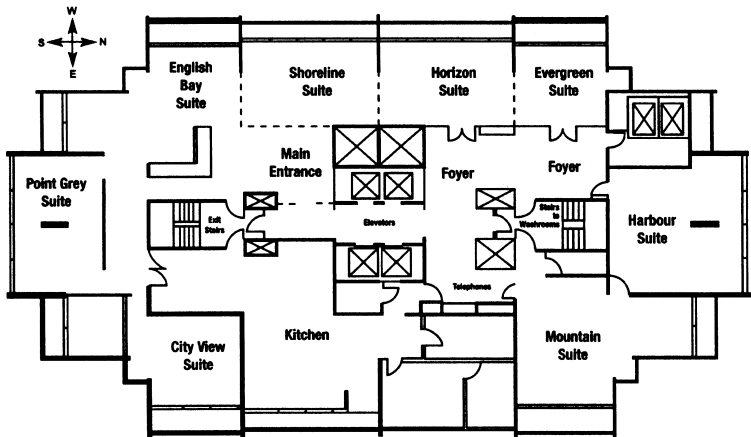 W
S N
E
English
Bay
Suite
Shoreline
Suite
Horizon
Suite
Evergreen
Suite
Main
Entrance
Foyer
Foyer
Point Grey
Suite
Exit
Stairs
Elevators
Stairs
to
Washrooms
Harbour
Suite
Telephones
City View
Suite
Kitchen
Mountain
Suite